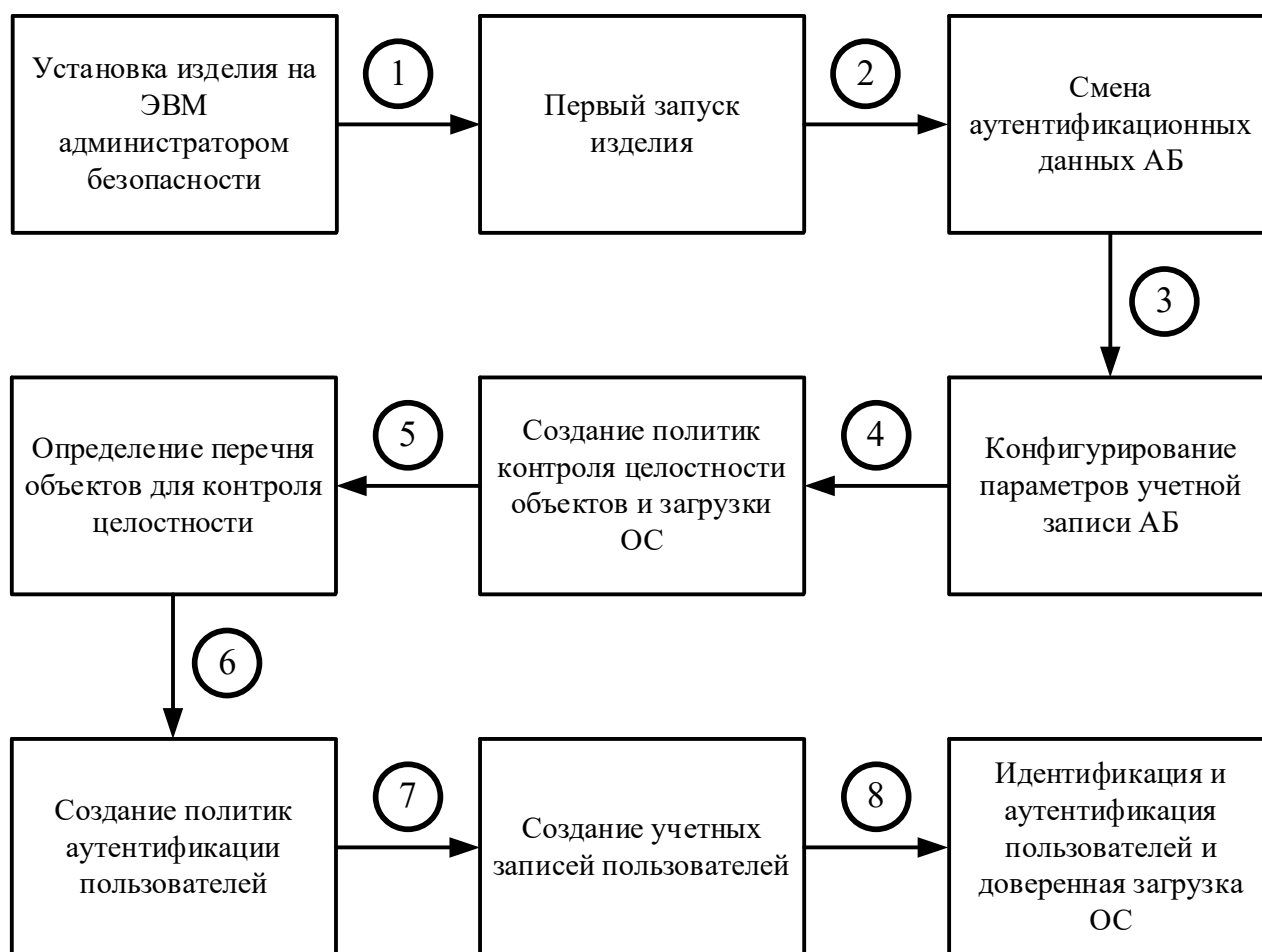 Установка изделия на
ЭВМ
администратором
безопасности
1
Первый запуск
изделия
2
Смена
аутентификационных
данных АБ
3
Определение перечня
объектов для контроля
целостности
5
Создание политик
контроля целостности
объектов и загрузки
ОС
4
Конфигурирование
параметров учетной
записи АБ
6
Создание политик
аутентификации
пользователей
7
Создание учетных
записей пользователей
8
Идентификация и
аутентификация
пользователей и
доверенная загрузка
ОС